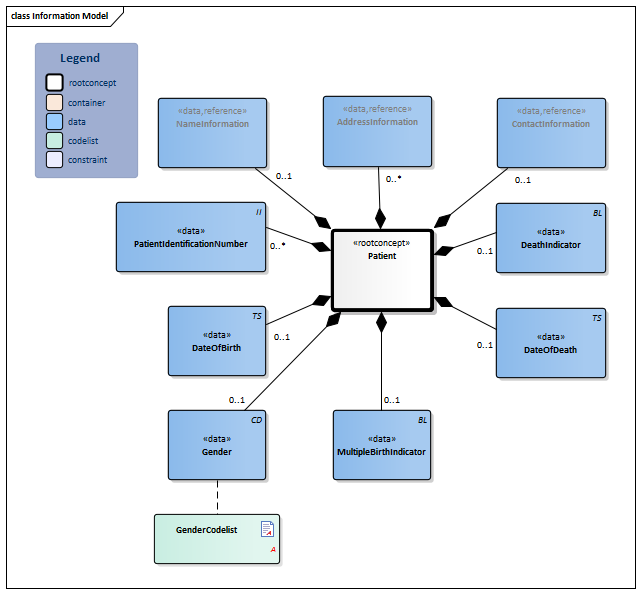 class Information Model
Legend
rootconcept
container
data
codelist
constraint
«data,reference»
NameInformation
«data,reference»
AddressInformation
«data,reference»
ContactInformation
0..1
0..*
0..1
II
«data»
PatientIdentificationNumber
0..*
«rootconcept»
Patient
BL
«data»
DeathIndicator
0..1
TS
«data»
DateOfBirth
0..1
TS
«data»
DateOfDeath
0..1
0..1
0..1
CD
«data»
Gender
BL
«data»
MultipleBirthIndicator
GenderCodelist
A
A